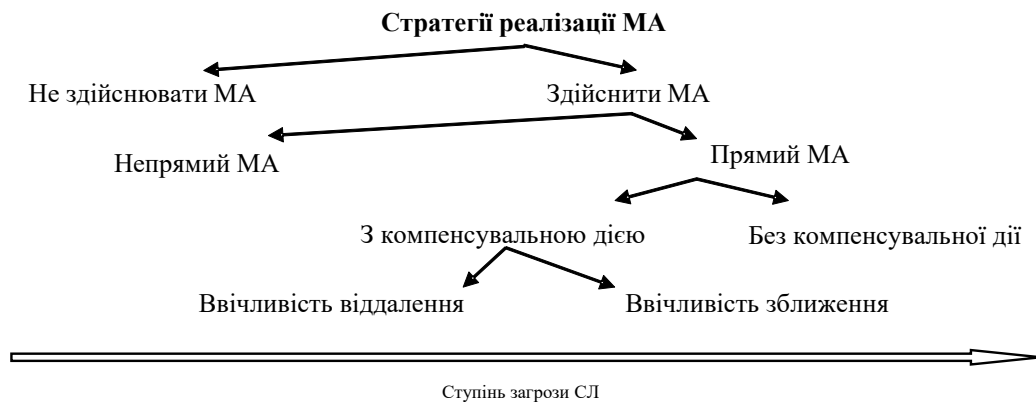 Стратегії реалізації МА
Не здійснювати МА
Здійснити МА
Непрямий МА
Прямий МА
З компенсувальною дією
Без компенсувальної дії
Ввічливість віддалення
Ввічливість зближення
Ступінь загрози СЛ